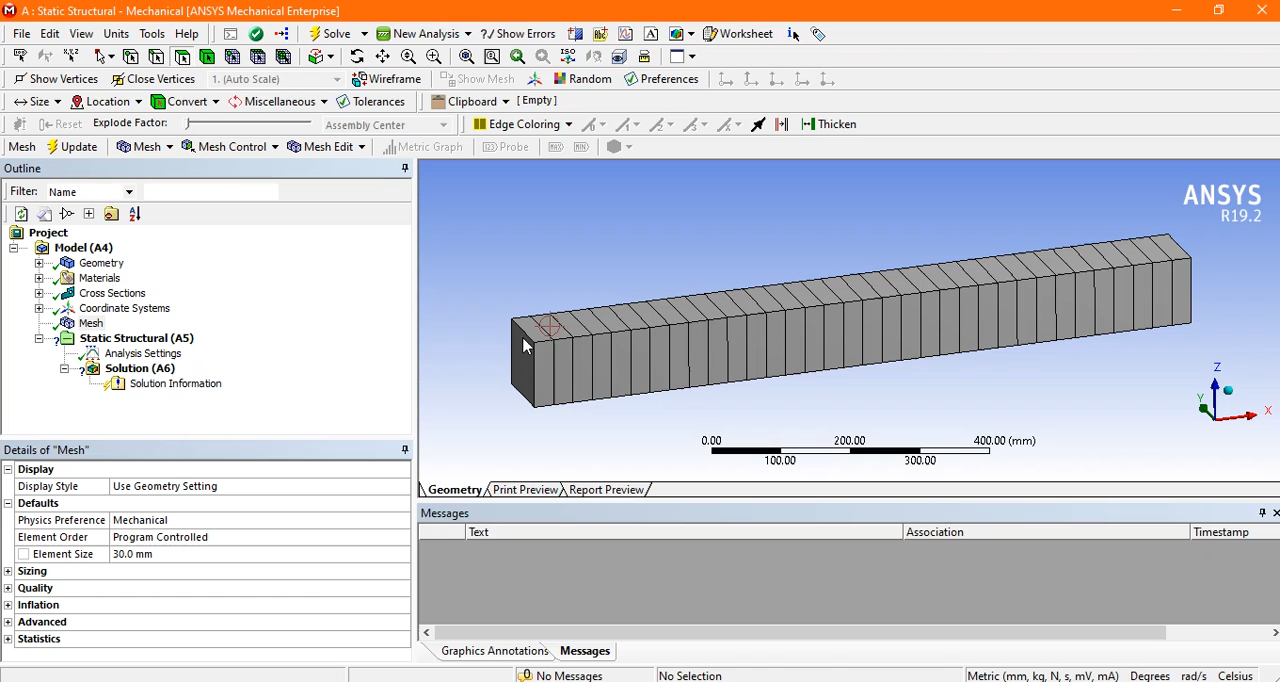 A : Static Structural - Mechanical [ANSYS Mechanical Enterprise]
File Edit View Units Tools Help Solve New Analysis ?/ Show Errors Worksheet
Show Vertices Close Vertices 1. (Auto Scale) Wireframe Show Mesh Random Preferences
Size Location Convert Miscellaneous Tolerances Clipboard [ Empty ]
Reset Explode Factor: Assembly Center Edge Coloring Thicken
Mesh Update Mesh Mesh Control Mesh Edit Metric Graph Probe
Outline
Filter: Name
Project
Model (A4)
Geometry
Materials
Cross Sections
Coordinate Systems
Mesh
Static Structural (A5)
Analysis Settings
Solution (A6)
Solution Information
Details of "Mesh"
Display
Display Style Use Geometry Setting
Defaults
Physics Preference Mechanical
Element Order Program Controlled
Element Size 30.0 mm
Sizing
Quality
Inflation
Advanced
Statistics
ANSYS
R19.2
Z
Y
X
0.00 200.00 400.00 (mm)
100.00 300.00
Geometry Print Preview Report Preview
Messages
Text Association Timestamp
Graphics Annotations Messages
0 No Messages No Selection Metric (mm, kg, N, s, mV, mA) Degrees rad/s Celsius